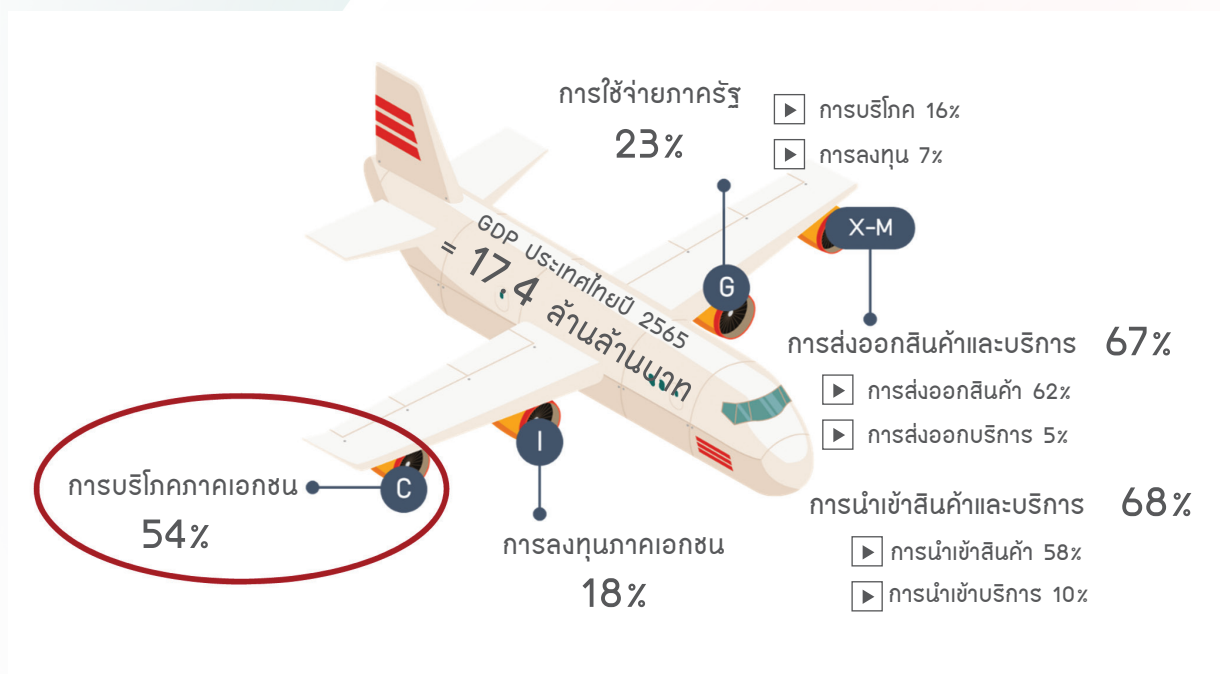 การใช้จ่ายภาครัฐ
23%
การบริโภค 16%
การลงทุน 7%
X-M
G
GDP ประเทศไทยปี 2565
= 17.4 ล้านล้านบาท
การส่งออกสินค้าและบริการ 67%
การส่งออกสินค้า 62%
การส่งออกบริการ 5%
I
C
การบริโภคภาคเอกชน
54%
การนำเข้าสินค้าและบริการ 68%
การนำเข้าสินค้า 58%
การนำเข้าบริการ 10%
การลงทุนภาคเอกชน
18%